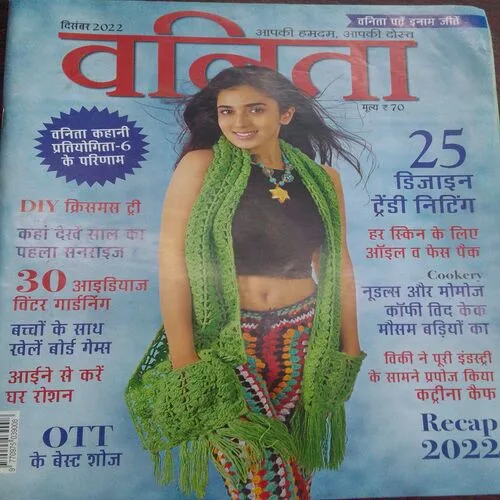 दिसंबर 2022
वनिता पढ़ें इनाम जीतें
आपकी हमदम, आपकी दोस्त
वनिता
मूल्य ₹ 70
वनिता कहानी
प्रतियोगिता-6
के परिणाम
25
डिजाइन
ट्रेंडी निटिंग
DIY क्रिसमस ट्री
कहां देखें साल का
पहला सनराइज ?
हर स्किन के लिए
ऑइल व फेस पैक
30 आइडियाज
विंटर गार्डनिंग
Cookery
नूडल्स और मोमोज
कॉफी विद केक
मौसम बड़ियों का
बच्चों के साथ
खेलें बोर्ड गेम्स
आईने से करें
घर रोशन
विकी ने पूरी इंडस्ट्री
के सामने प्रपोज किया
कट्रीना कैफ
OTT
के बेस्ट शोज
Recap
2022